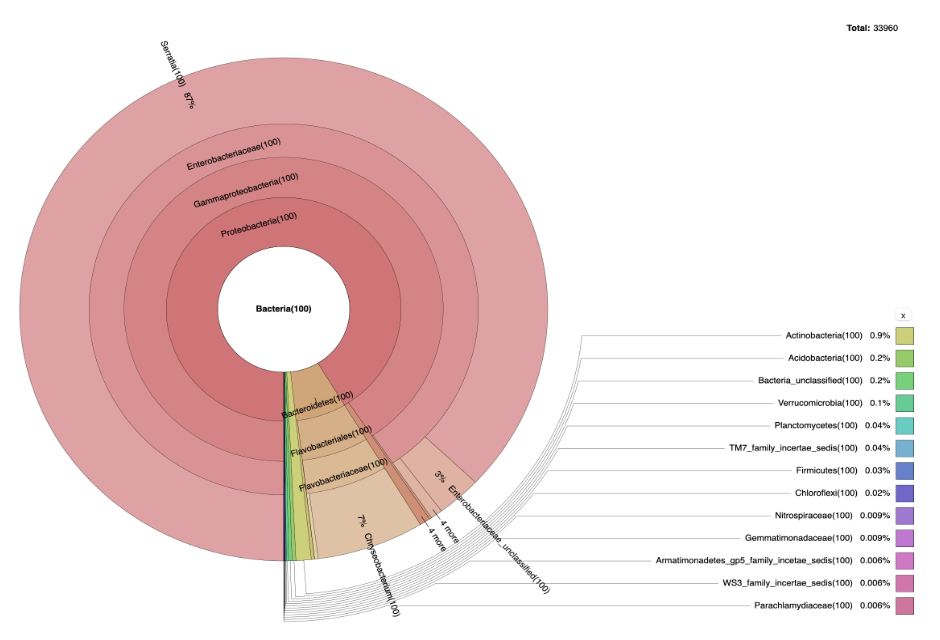 Total: 33960
Serratia(100) 87%
Enterobacteriaceae(100)
Gammaproteobacteria(100)
Proteobacteria(100)
Bacteria(100)
Bacteroidetes(100)
Flavobacteriales(100)
Flavobacteriaceae(100)
7% Chryseobacterium(100)
4 more
4 more
3% Enterobacteriaceae_unclassified(100)
x
Actinobacteria(100) 0.9%
Acidobacteria(100) 0.2%
Bacteria_unclassified(100) 0.2%
Verrucomicrobia(100) 0.1%
Planctomycetes(100) 0.04%
TM7_family_incertae_sedis(100) 0.04%
Firmicutes(100) 0.03%
Chloroflexi(100) 0.02%
Nitrospiraceae(100) 0.009%
Gemmatimonadaceae(100) 0.009%
Armatimonadetes_gp5_family_incetae_sedis(100) 0.006%
WS3_family_incertae_sedis(100) 0.006%
Parachlamydiaceae(100) 0.006%